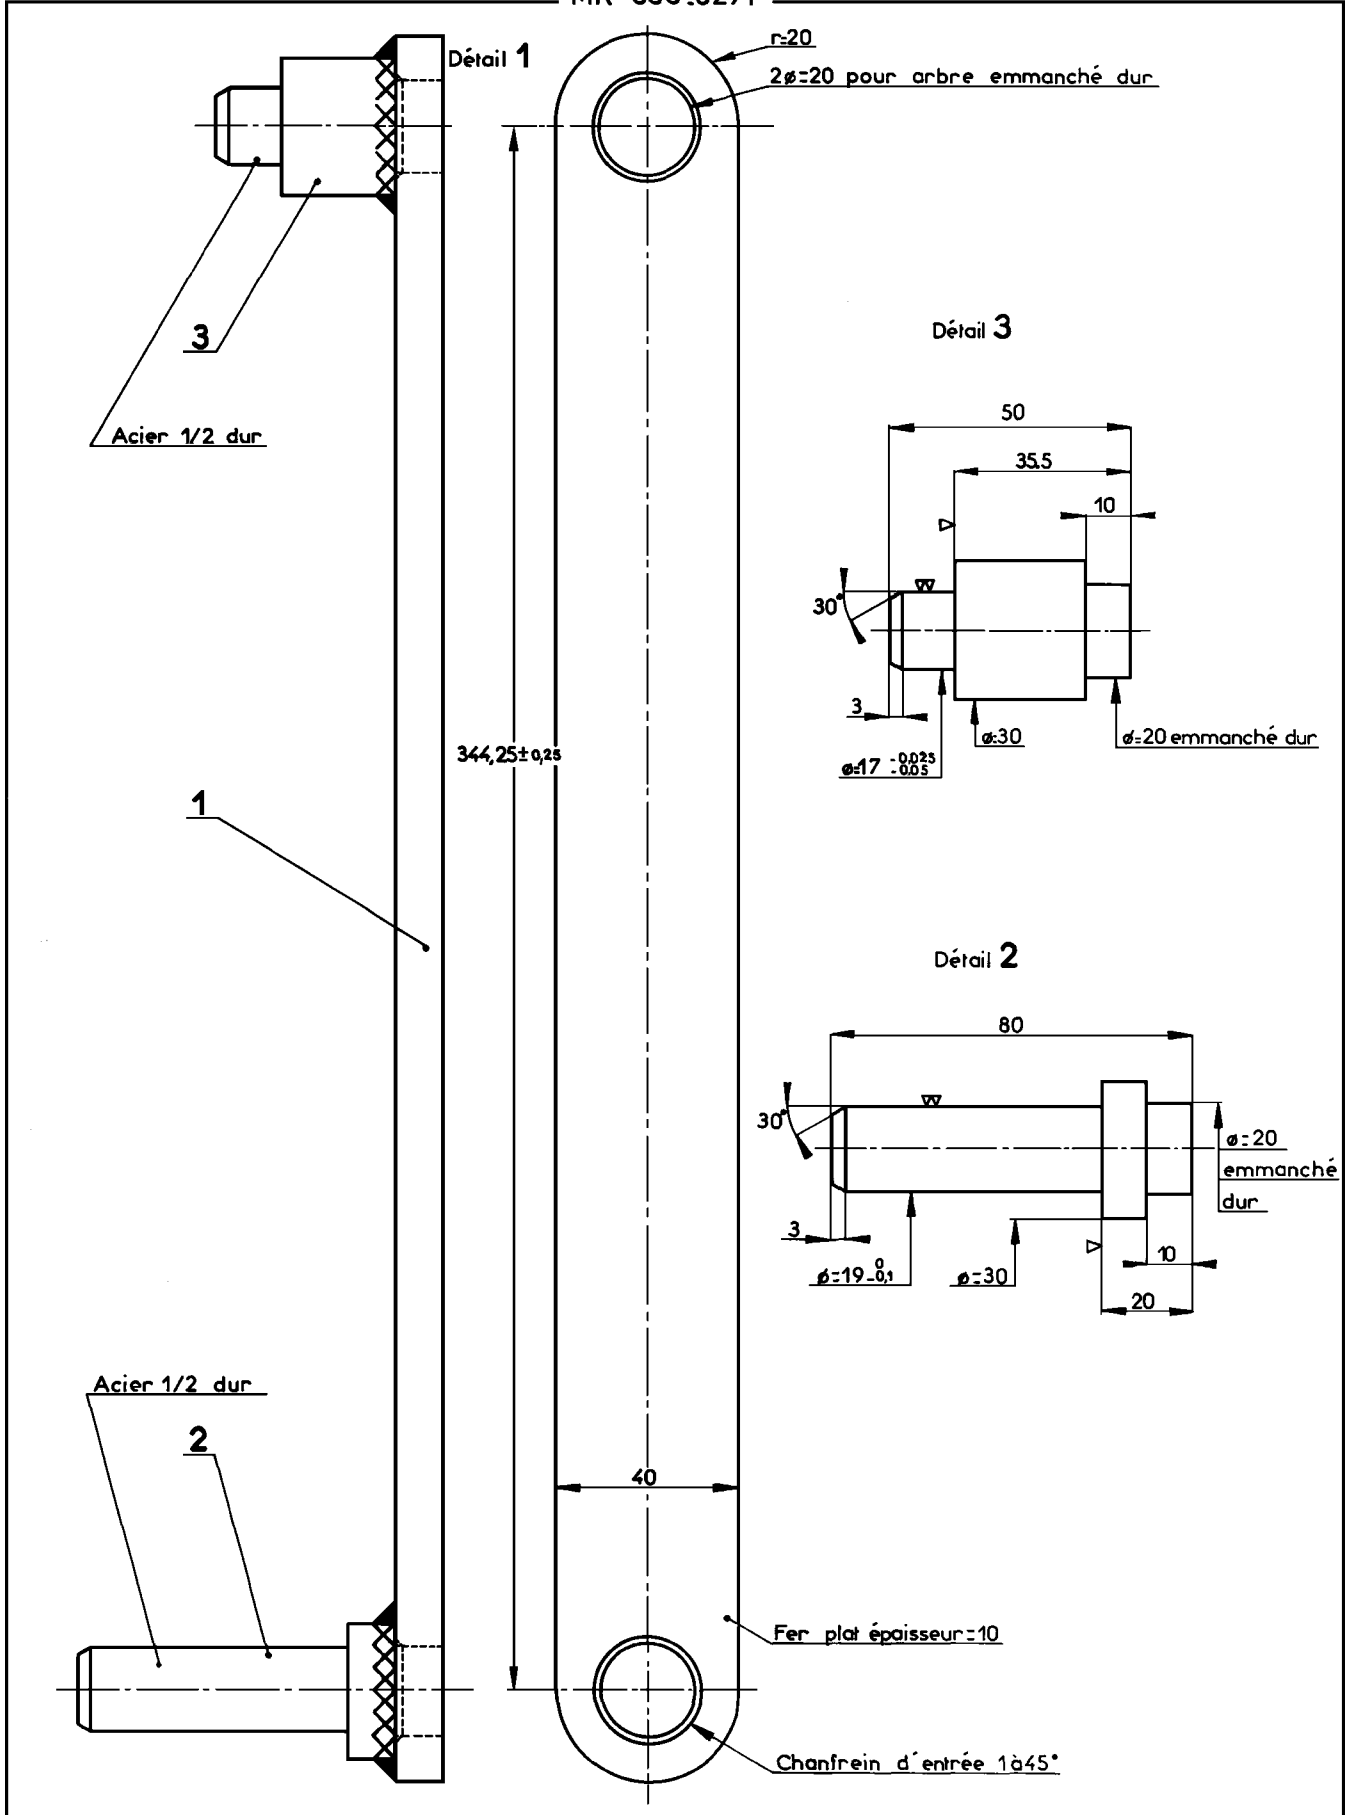 Détail 1
r=20
2ø=20 pour arbre emmanché dur
3
Acier 1/2 dur
Détail 3
50
35.5
10
30°
3
ø=30
ø=20 emmanché dur
ø=17 -0.025
-0.05
344,25±0,25
1
Détail 2
80
30°
ø=20
emmanché
dur
3
10
ø=19 0
-0,1
ø=30
20
Acier 1/2 dur
2
40
Fer plat épaisseur=10
Chanfrein d'entrée 1à45°